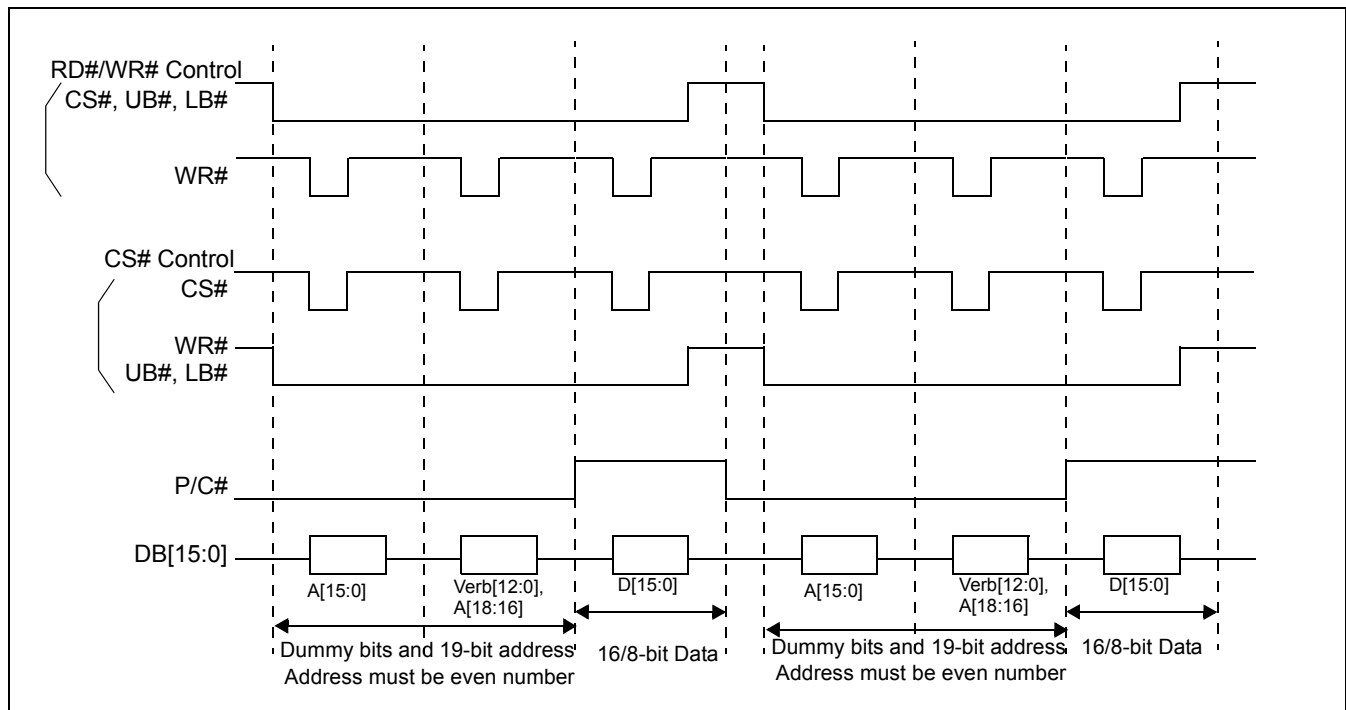 RD#/WR# Control
CS#, UB#, LB#
WR#
CS# Control
CS#
WR#
UB#, LB#
P/C#
DB[15:0]
A[15:0]
Verb[12:0],
A[18:16]
D[15:0]
A[15:0]
Verb[12:0],
A[18:16]
D[15:0]
Dummy bits and 19-bit address
Address must be even number
16/8-bit Data
Dummy bits and 19-bit address
Address must be even number
16/8-bit Data